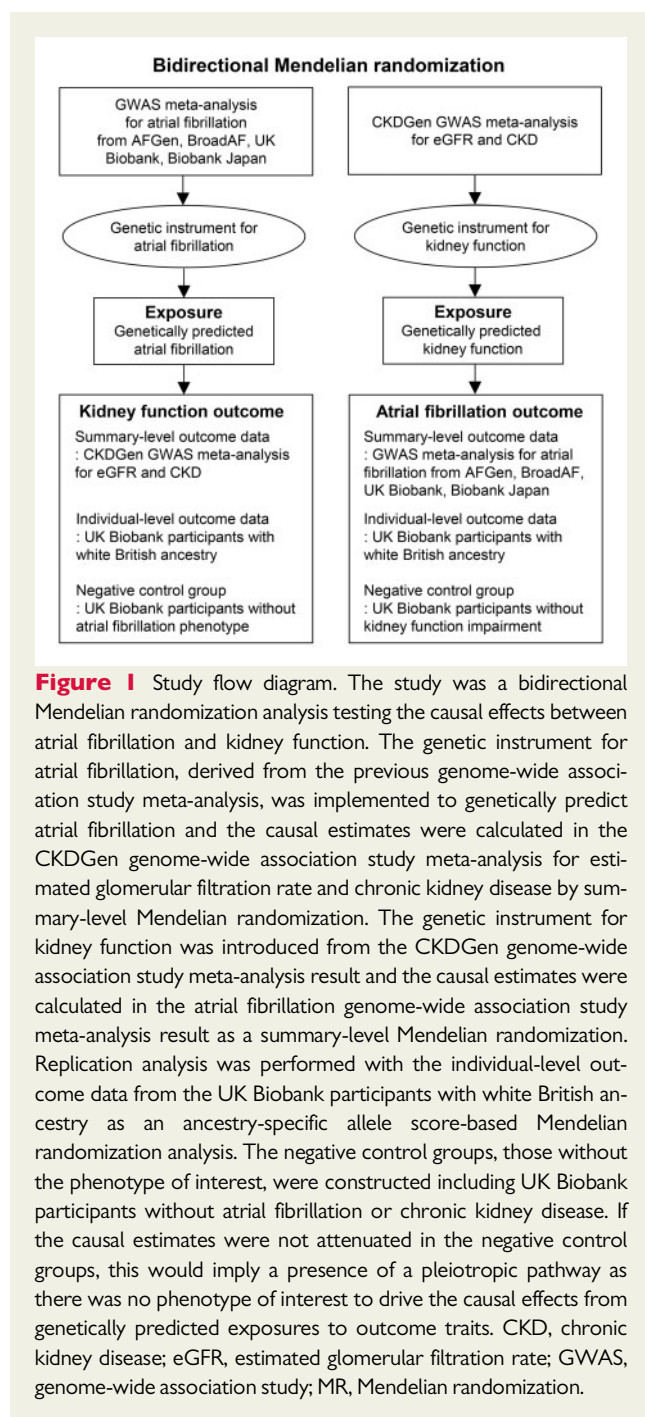 Bidirectional Mendelian randomization
GWAS meta-analysis
for atrial fibrillation
from AFGen, BroadAF, UK
Biobank, Biobank Japan
Genetic instrument for
atrial fibrillation
Exposure
Genetically predicted
atrial fibrillation
Kidney function outcome
Summary-level outcome data
: CKDGen GWAS meta-analysis
for eGFR and CKD
Individual-level outcome data
: UK Biobank participants with
white British ancestry
Negative control group
: UK Biobank participants without
atrial fibrillation phenotype
CKDGen GWAS meta-analysis
for eGFR and CKD
Genetic instrument for
kidney function
Exposure
Genetically predicted
kidney function
Atrial fibrillation outcome
Summary-level outcome data
: GWAS meta-analysis for atrial
fibrillation from AFGen, BroadAF,
UK Biobank, Biobank Japan
Individual-level outcome data
: UK Biobank participants with
white British ancestry
Negative control group
: UK Biobank participants without
kidney function impairment
Figure 1 Study flow diagram. The study was a bidirectional
Mendelian randomization analysis testing the causal effects between
atrial fibrillation and kidney function. The genetic instrument for
atrial fibrillation, derived from the previous genome-wide associ-
ation study meta-analysis, was implemented to genetically predict
atrial fibrillation and the causal estimates were calculated in the
CKDGen genome-wide association study meta-analysis for esti-
mated glomerular filtration rate and chronic kidney disease by sum-
mary-level Mendelian randomization. The genetic instrument for
kidney function was introduced from the CKDGen genome-wide
association study meta-analysis result and the causal estimates were
calculated in the atrial fibrillation genome-wide association study
meta-analysis result as a summary-level Mendelian randomization.
Replication analysis was performed with the individual-level out-
come data from the UK Biobank participants with white British an-
cestry as an ancestry-specific allele score-based Mendelian
randomization analysis. The negative control groups, those without
the phenotype of interest, were constructed including UK Biobank
participants without atrial fibrillation or chronic kidney disease. If
the causal estimates were not attenuated in the negative control
groups, this would imply a presence of a pleiotropic pathway as
there was no phenotype of interest to drive the causal effects from
genetically predicted exposures to outcome traits. CKD, chronic
kidney disease; eGFR, estimated glomerular filtration rate; GWAS,
genome-wide association study; MR, Mendelian randomization.